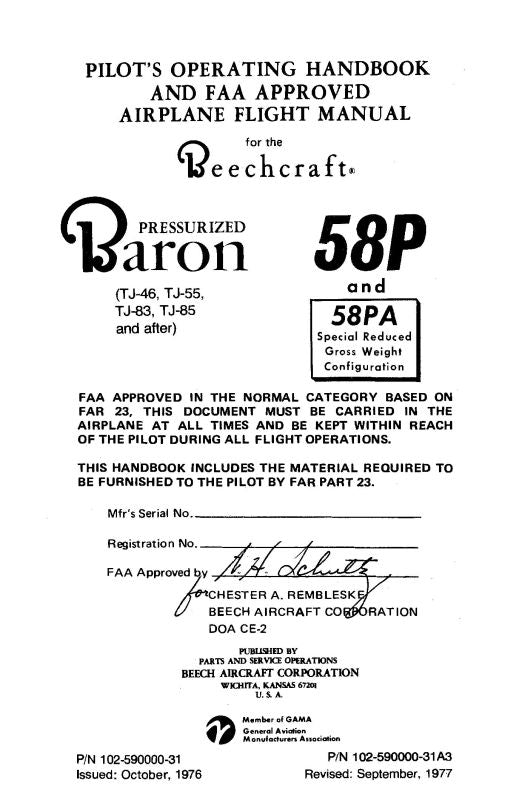 PILOT'S OPERATING HANDBOOK
AND FAA APPROVED
AIRPLANE FLIGHT MANUAL
for the
Beechcraft®
PRESSURIZED
Baron
(TJ-46, TJ-55,
TJ-83, TJ-85
and after)
58P
and
58PA
Special Reduced
Gross Weight
Configuration
FAA APPROVED IN THE NORMAL CATEGORY BASED ON
FAR 23, THIS DOCUMENT MUST BE CARRIED IN THE
AIRPLANE AT ALL TIMES AND BE KEPT WITHIN REACH
OF THE PILOT DURING ALL FLIGHT OPERATIONS.
THIS HANDBOOK INCLUDES THE MATERIAL REQUIRED TO
BE FURNISHED TO THE PILOT BY FAR PART 23.
Mfr's Serial No.
Registration No.
FAA Approved by W. H. Schultz
for CHESTER A. REMBLESKE
BEECH AIRCRAFT CORPORATION
DOA CE-2
PUBLISHED BY
PARTS AND SERVICE OPERATIONS
BEECH AIRCRAFT CORPORATION
WICHITA, KANSAS 67201
U. S. A.
Member of GAMA
General Aviation
Manufacturers Association
P/N 102-590000-31
Issued: October, 1976
P/N 102-590000-31A3
Revised: September, 1977